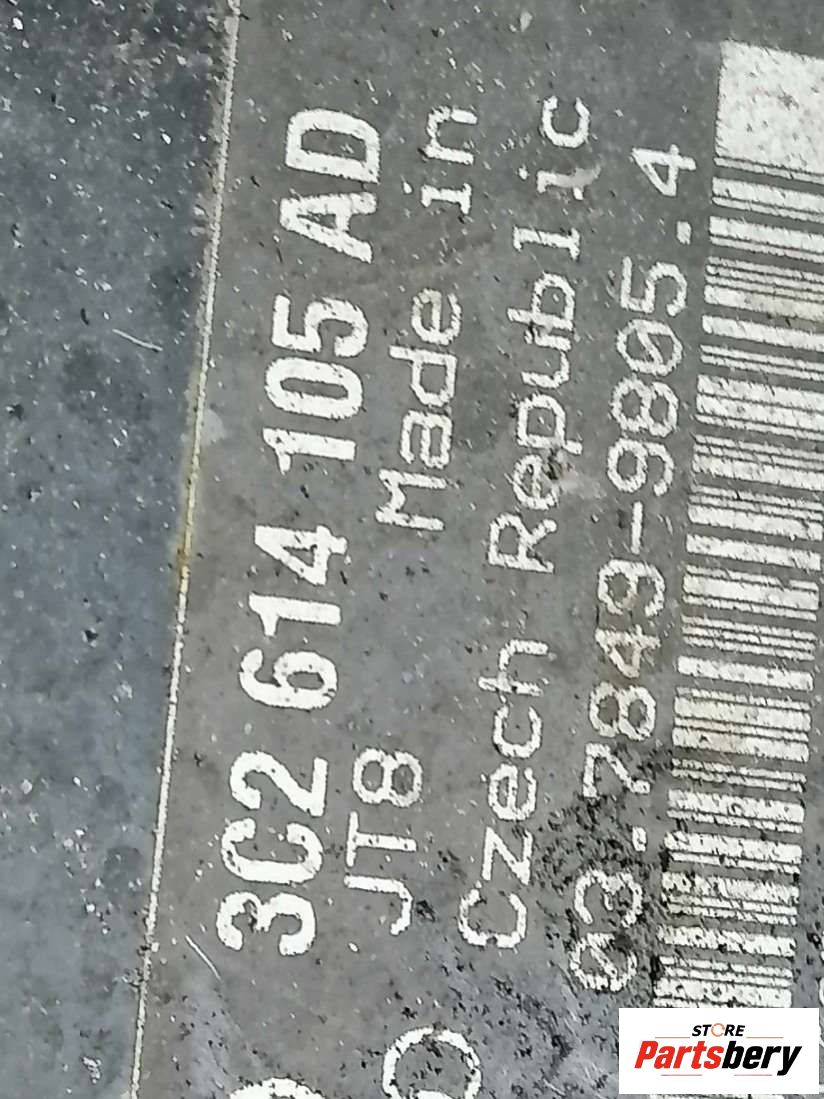 3C2 614 105 AD
JT8 Made in
Czech Republic
03.7849-9805.4
STORE
Partsbery